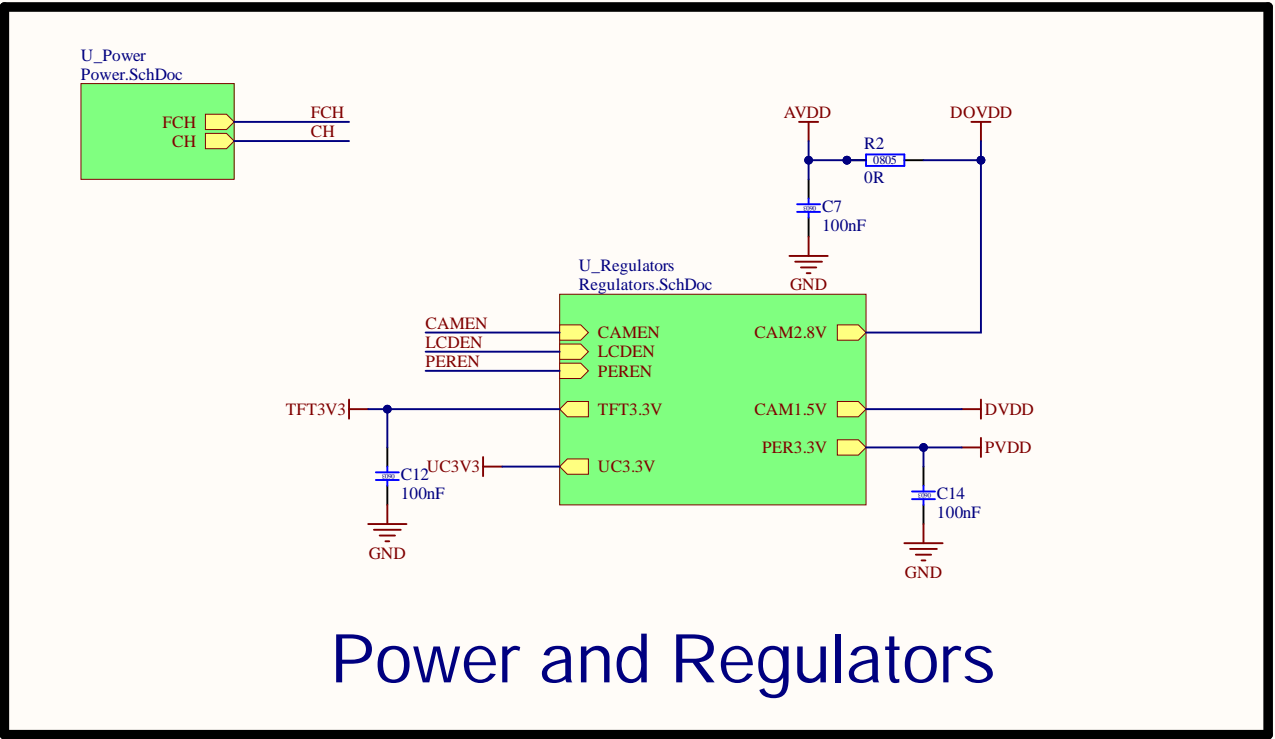 U_Power
Power.SchDoc
FCH
FCH
CH
CH
AVDD
DOVDD
R2
0805
0R
C7
100nF
GND
U_Regulators
Regulators.SchDoc
CAMEN
CAMEN
CAM2.8V
LCDEN
LCDEN
PEREN
PEREN
TFT3V3
TFT3.3V
CAM1.5V
DVDD
PER3.3V
PVDD
UC3V3
UC3.3V
C12
100nF
C14
100nF
GND
GND
Power and Regulators